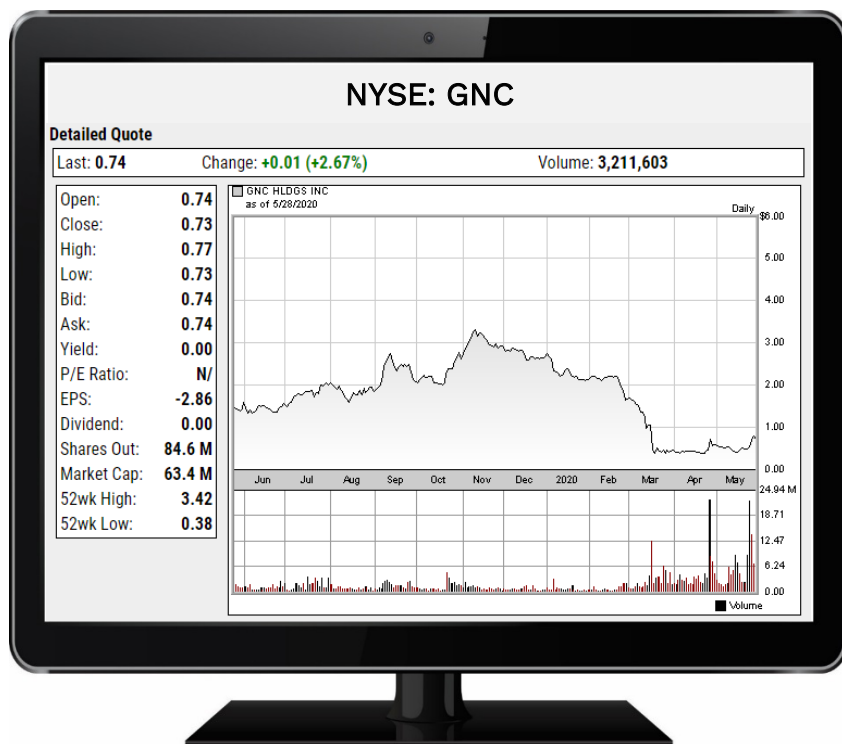 NYSE: GNC
Detailed Quote
Last: 0.74 Change: +0.01 (+2.67%) Volume: 3,211,603
Open: 0.74
Close: 0.73
High: 0.77
Low: 0.73
Bid: 0.74
Ask: 0.74
Yield: 0.00
P/E Ratio: N/
EPS: -2.86
Dividend: 0.00
Shares Out: 84.6 M
Market Cap: 63.4 M
52wk High: 3.42
52wk Low: 0.38
GNC HLDGS INC
as of 5/28/2020
Daily
$6.00
5.00
4.00
3.00
2.00
1.00
0.00
Jun Jul Aug Sep Oct Nov Dec 2020 Feb Mar Apr May
24.94 M
18.71
12.47
6.24
0.00
Volume